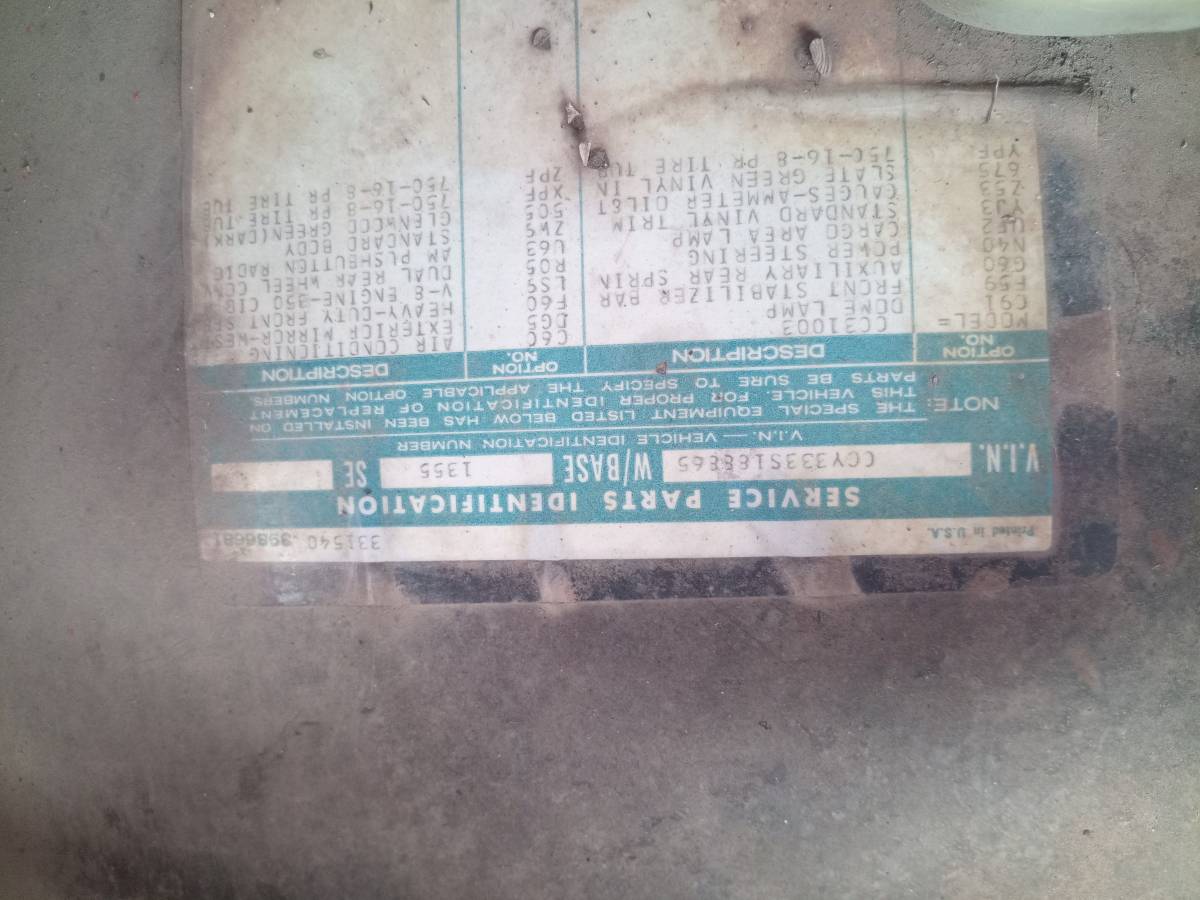 Printed in U.S.A. 331540 3986681
SERVICE PARTS IDENTIFICATION
V.I.N. CCY333S188865 W/BASE 1355 SE
V.I.N. — VEHICLE IDENTIFICATION NUMBER
NOTE: THE SPECIAL EQUIPMENT LISTED BELOW HAS BEEN INSTALLED ON
THIS VEHICLE. FOR PROPER IDENTIFICATION OF REPLACEMENT
PARTS BE SURE TO SPECIFY THE APPLICABLE OPTION NUMBERS.
OPTION NO. DESCRIPTION OPTION NO. DESCRIPTION
MODEL= CC31003 C60 AIR CONDITIONING
C91 DOME LAMP DG5 EXTERIOR MIRROR-WESC
F59 FRONT STABILIZER BAR F60 HEAVY-DUTY FRONT SPR
G60 AUXILIARY REAR SPRIN LS9 V-8 ENGINE-350 CID
N40 POWER STEERING R05 DUAL REAR WHEEL CONV
UF2 CARGO AREA LAMP U63 AM PUSHBUTTEN RADIO
YJ3 STANDARD VINYL TRIM ZW9 STANDARD BODY
Z53 GAUGES-AMMETER OIL&T 505 GLENWOOD GREEN(DARK)
675 SLATE GREEN VINYL IN XPF 750-16-8 PR TIRE TUB
YPF 750-16-8 PR TIRE TUB ZPF 750-16-8 PR TIRE TUB